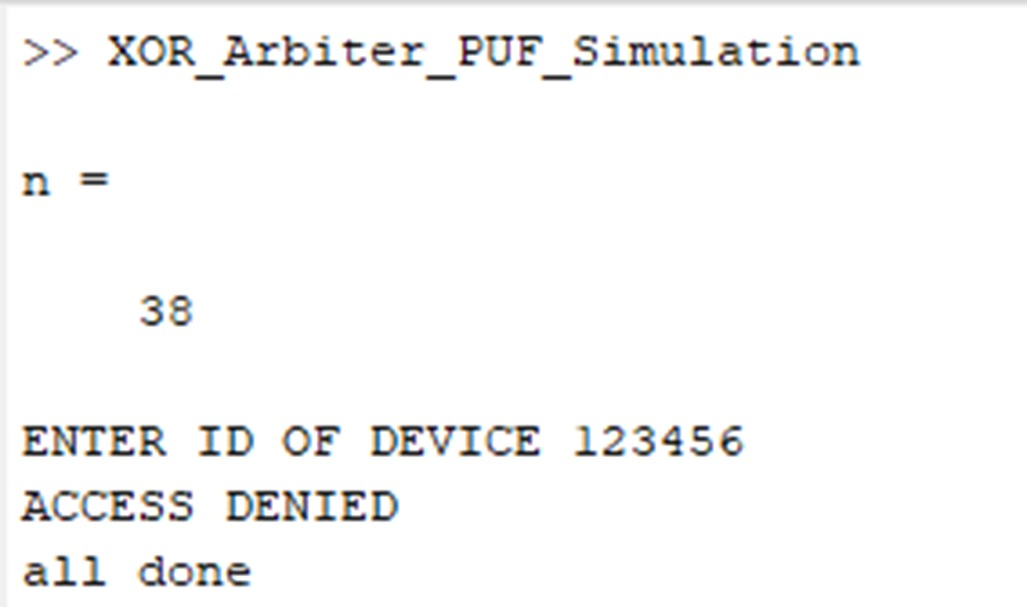 >> XOR_Arbiter_PUF_Simulation
n =
38
ENTER ID OF DEVICE 123456
ACCESS DENIED
all done